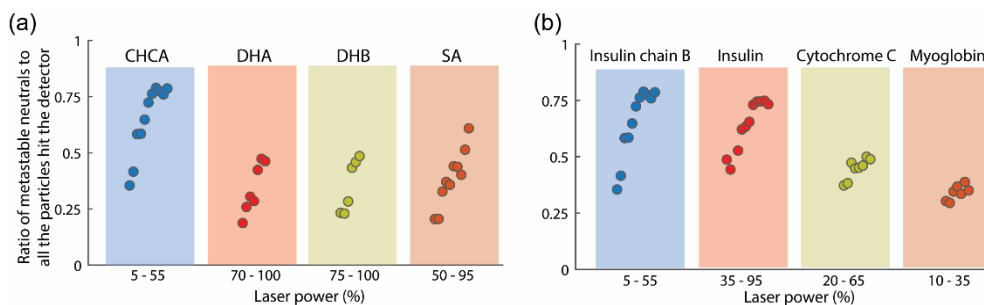 (a)
Ratio of metastable neutrals to
all the particles hit the detector
1
0.75
0.5
0.25
0
CHCA DHA DHB SA
5 - 55 70 - 100 75 - 100 50 - 95
Laser power (%)
(b)
1
0.75
0.5
0.25
0
Insulin chain B Insulin Cytochrome C Myoglobin
5 - 55 35 - 95 20 - 65 10 - 35
Laser power (%)